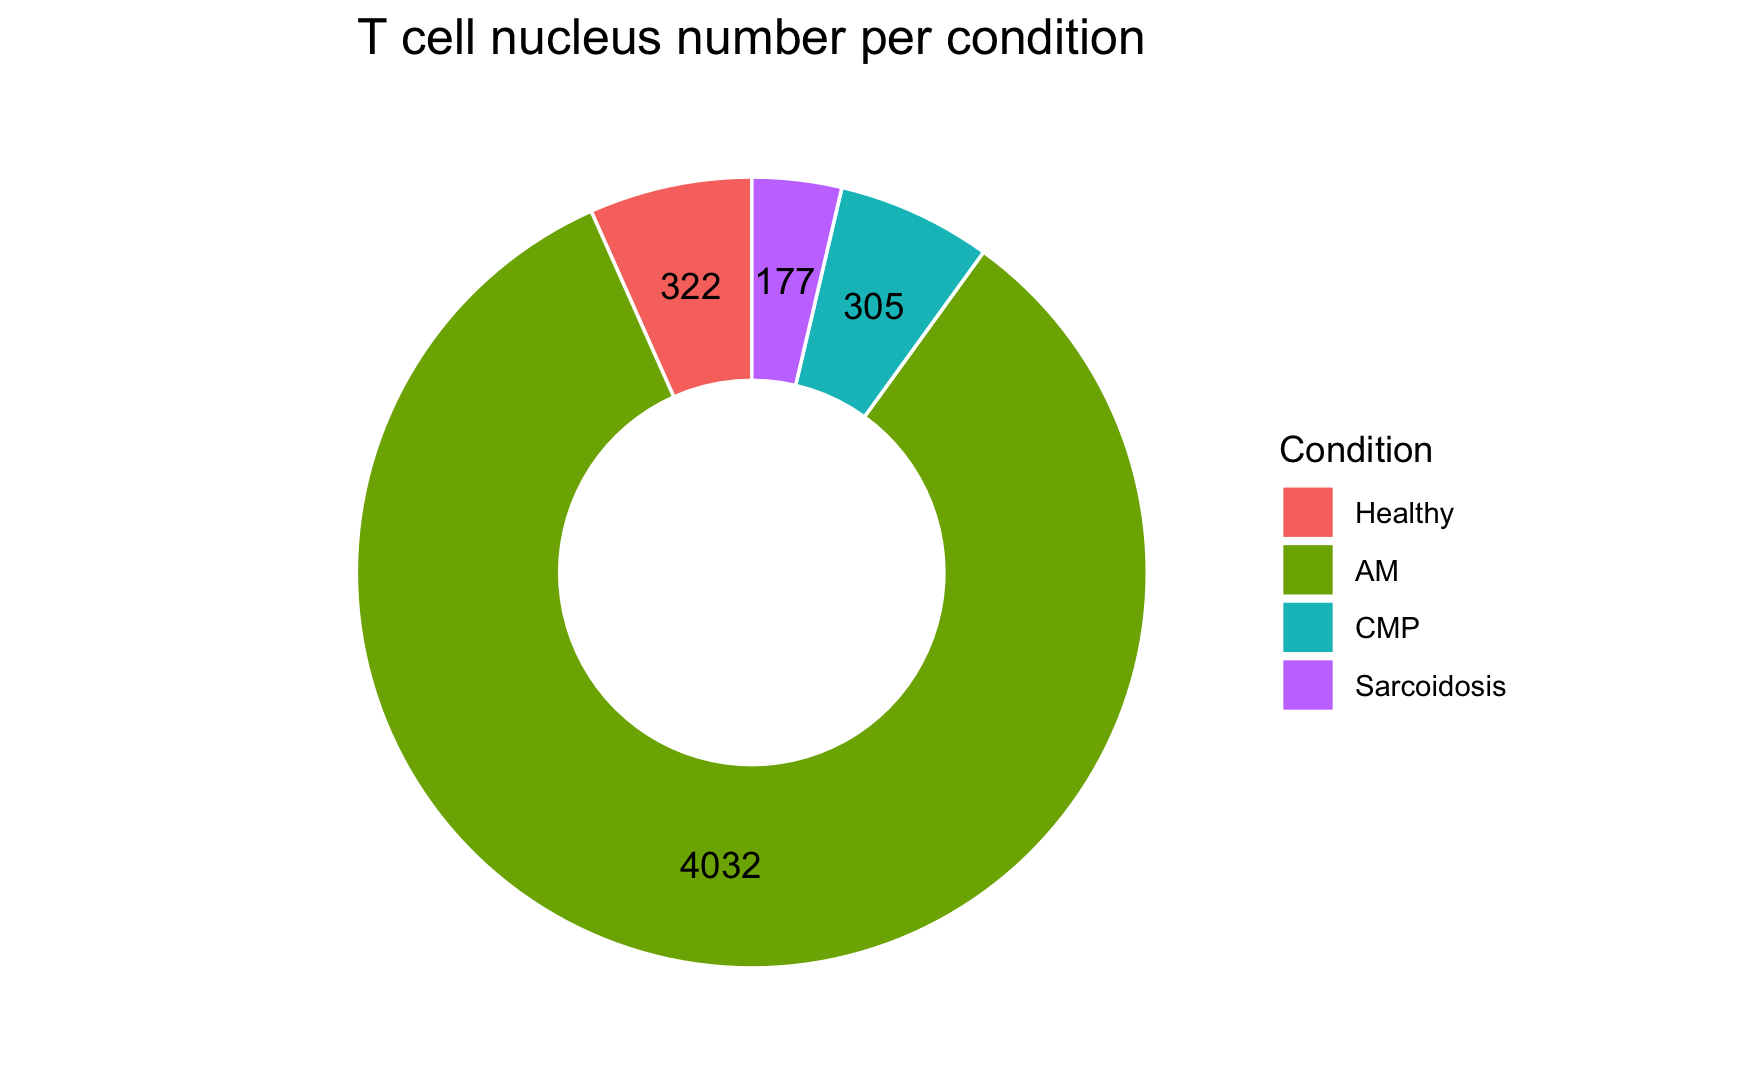 T cell nucleus number per condition
322
177
305
4032
Condition
Healthy
AM
CMP
Sarcoidosis